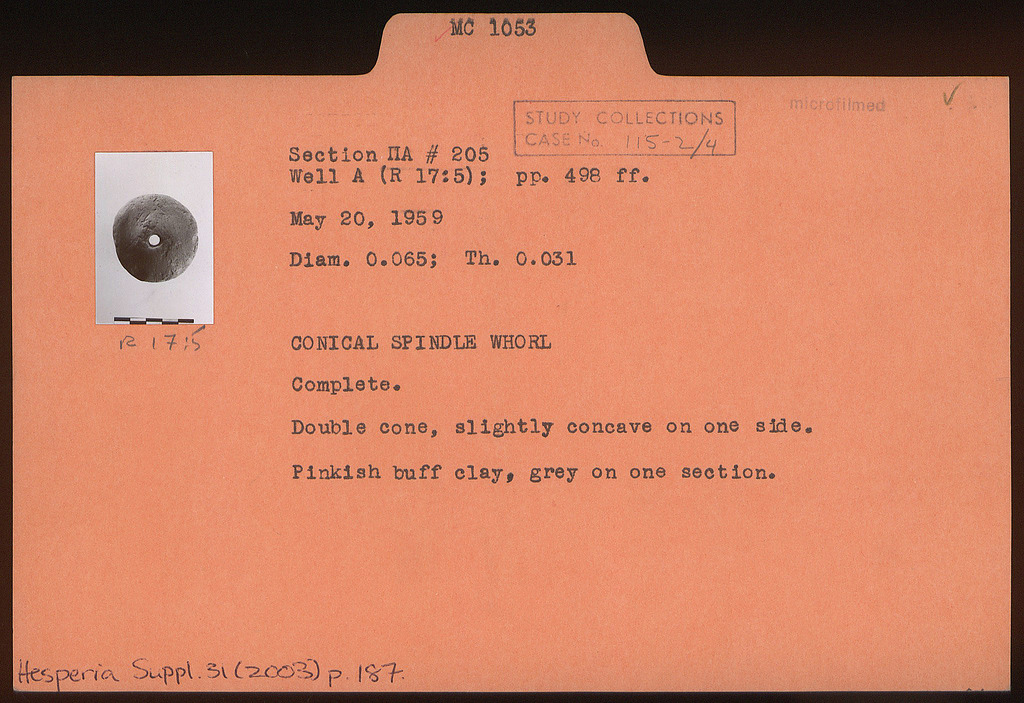 MC 1053
microfilmed
STUDY COLLECTIONS
CASE No. 115-2/4
Section ΠA # 205
Well A (R 17:5); pp. 498 ff.
May 20, 1959
Diam. 0.065; Th. 0.031
R 17:5
CONICAL SPINDLE WHORL
Complete.
Double cone, slightly concave on one side.
Pinkish buff clay, grey on one section.
Hesperia Suppl. 31 (2003) p. 187.